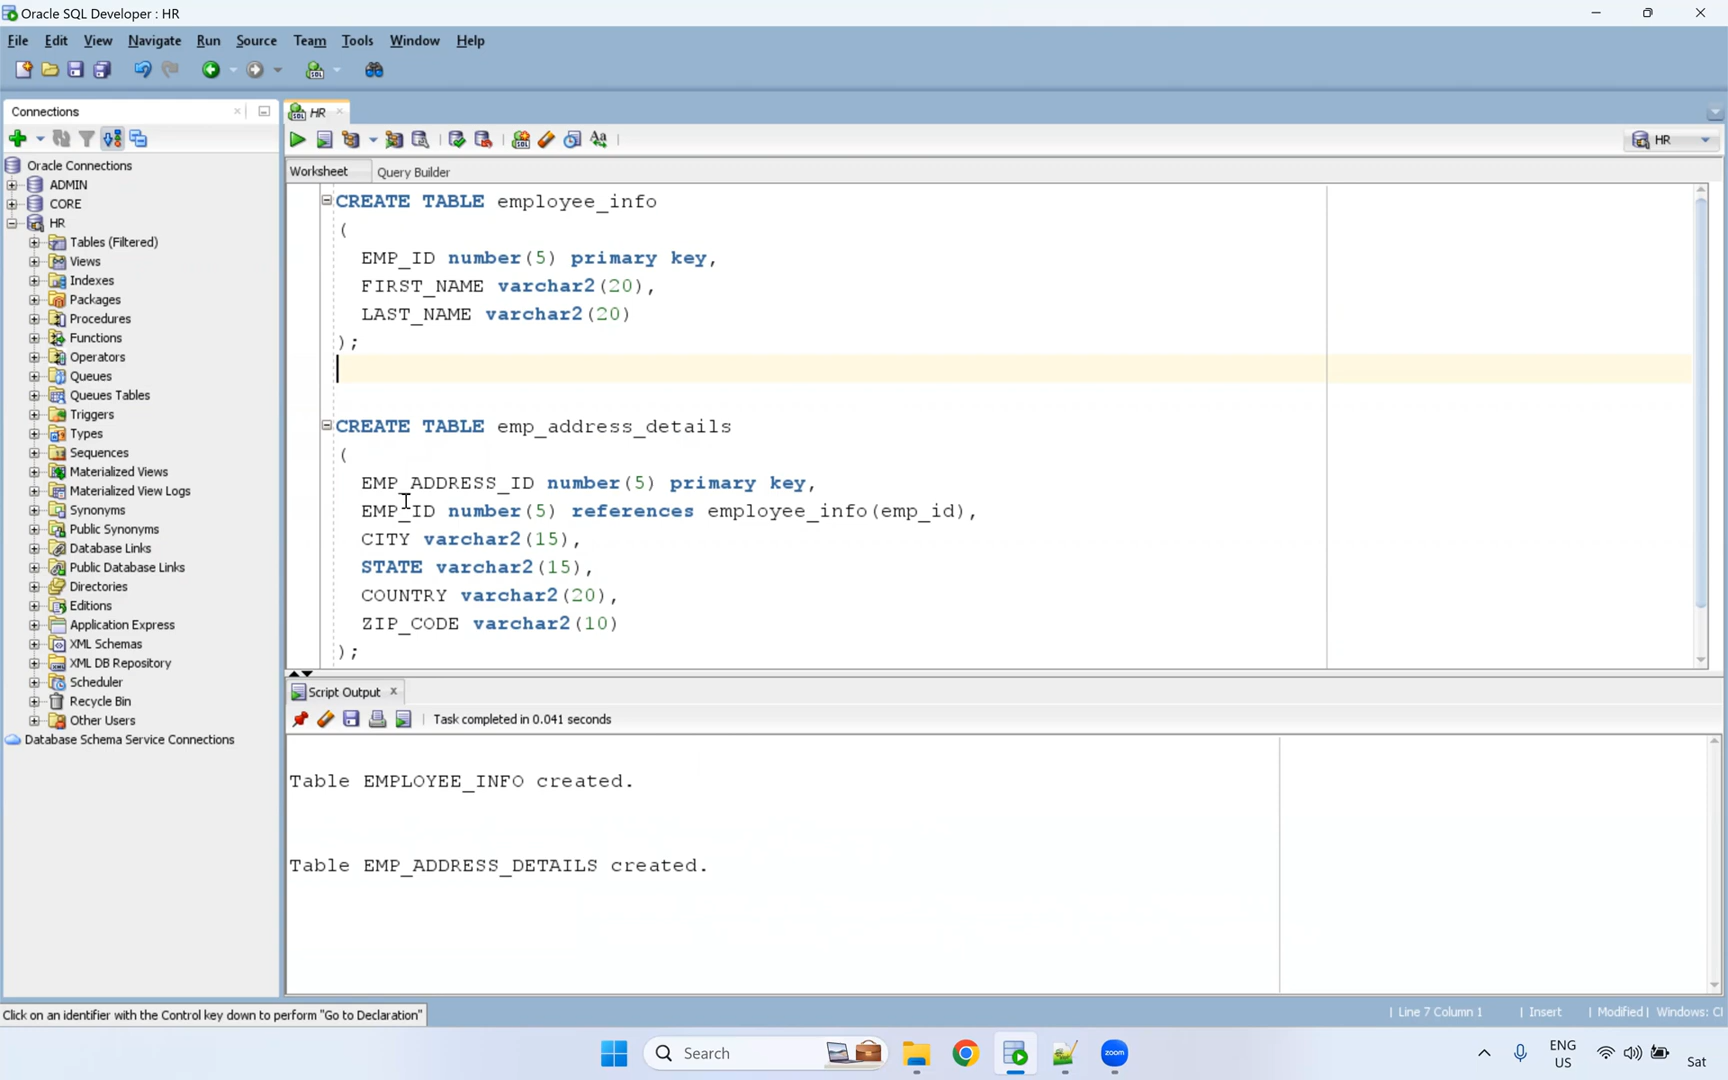 Oracle SQL Developer : HR
File Edit View Navigate Run Source Team Tools Window Help
Connections
HR
HR
Oracle Connections
ADMIN
CORE
HR
Tables (Filtered)
Views
Indexes
Packages
Procedures
Functions
Operators
Queues
Queues Tables
Triggers
Types
Sequences
Materialized Views
Materialized View Logs
Synonyms
Public Synonyms
Database Links
Public Database Links
Directories
Editions
Application Express
XML Schemas
XML DB Repository
Scheduler
Recycle Bin
Other Users
Database Schema Service Connections
Worksheet Query Builder
CREATE TABLE employee_info
(
EMP_ID number(5) primary key,
FIRST_NAME varchar2(20),
LAST_NAME varchar2(20)
);
CREATE TABLE emp_address_details
(
EMP_ADDRESS_ID number(5) primary key,
EMP_ID number(5) references employee_info(emp_id),
CITY varchar2(15),
STATE varchar2(15),
COUNTRY varchar2(20),
ZIP_CODE varchar2(10)
);
Script Output
Task completed in 0.041 seconds
Table EMPLOYEE_INFO created.
Table EMP_ADDRESS_DETAILS created.
Click on an identifier with the Control key down to perform "Go to Declaration"
| Line 7 Column 1 | Insert | Modified | Windows: CI
Search
zoom
ENG
US
Sat